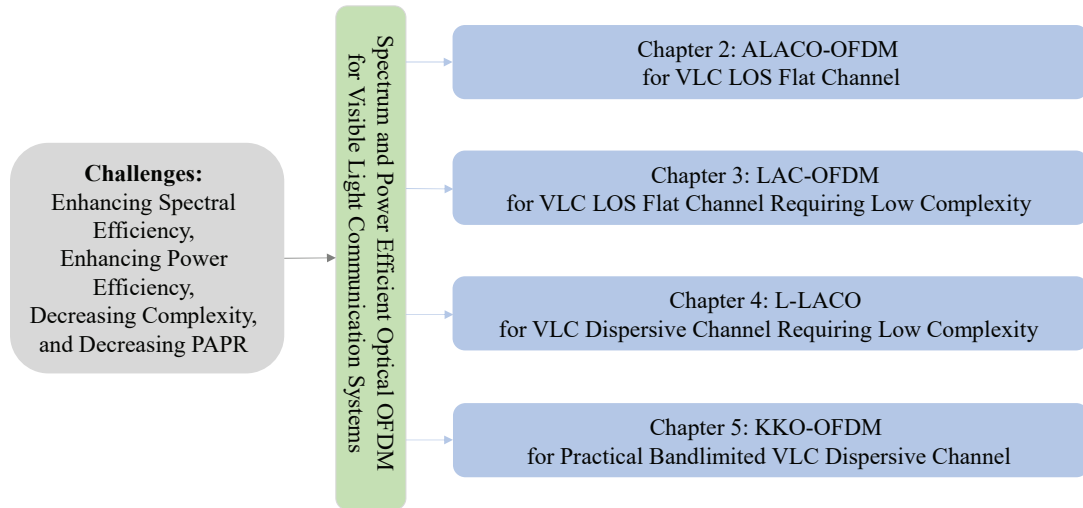 Challenges:
Enhancing Spectral
Efficiency,
Enhancing Power
Efficiency,
Decreasing Complexity,
and Decreasing PAPR
Spectrum and Power Efficient Optical OFDM
for Visible Light Communication Systems
Chapter 2: ALACO-OFDM
for VLC LOS Flat Channel
Chapter 3: LAC-OFDM
for VLC LOS Flat Channel Requiring Low Complexity
Chapter 4: L-LACO
for VLC Dispersive Channel Requiring Low Complexity
Chapter 5: KKO-OFDM
for Practical Bandlimited VLC Dispersive Channel